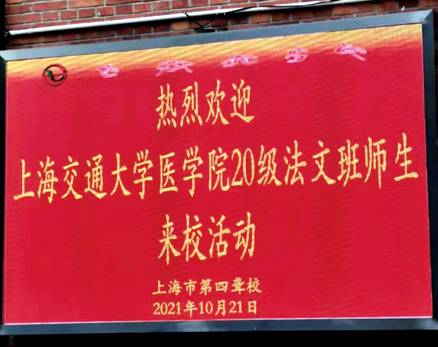 热烈欢迎
上海交通大学医学院20级法文班师生
来校活动
上海市第四聋校
2021年10月21日